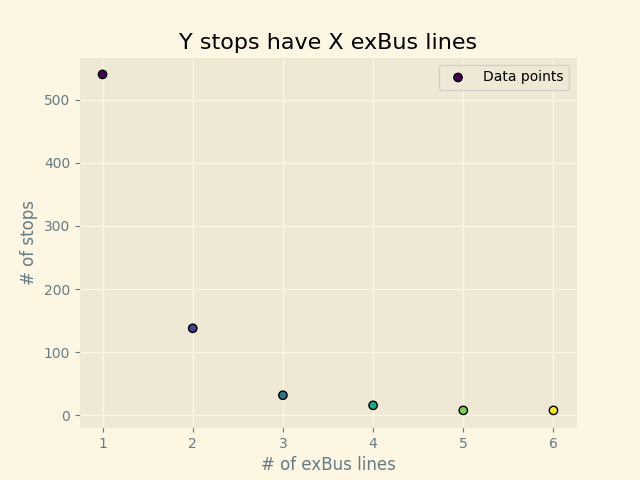 Y stops have X exBus lines
Data points
# of stops
500
400
300
200
100
0
1 2 3 4 5 6
# of exBus lines